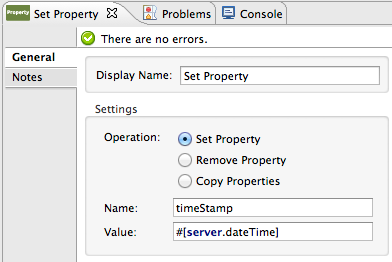 Property Set Property Problems Console
General
Notes
There are no errors.
Display Name: Set Property
Settings
Operation: Set Property
Remove Property
Copy Properties
Name: timeStamp
Value: #[server.dateTime]